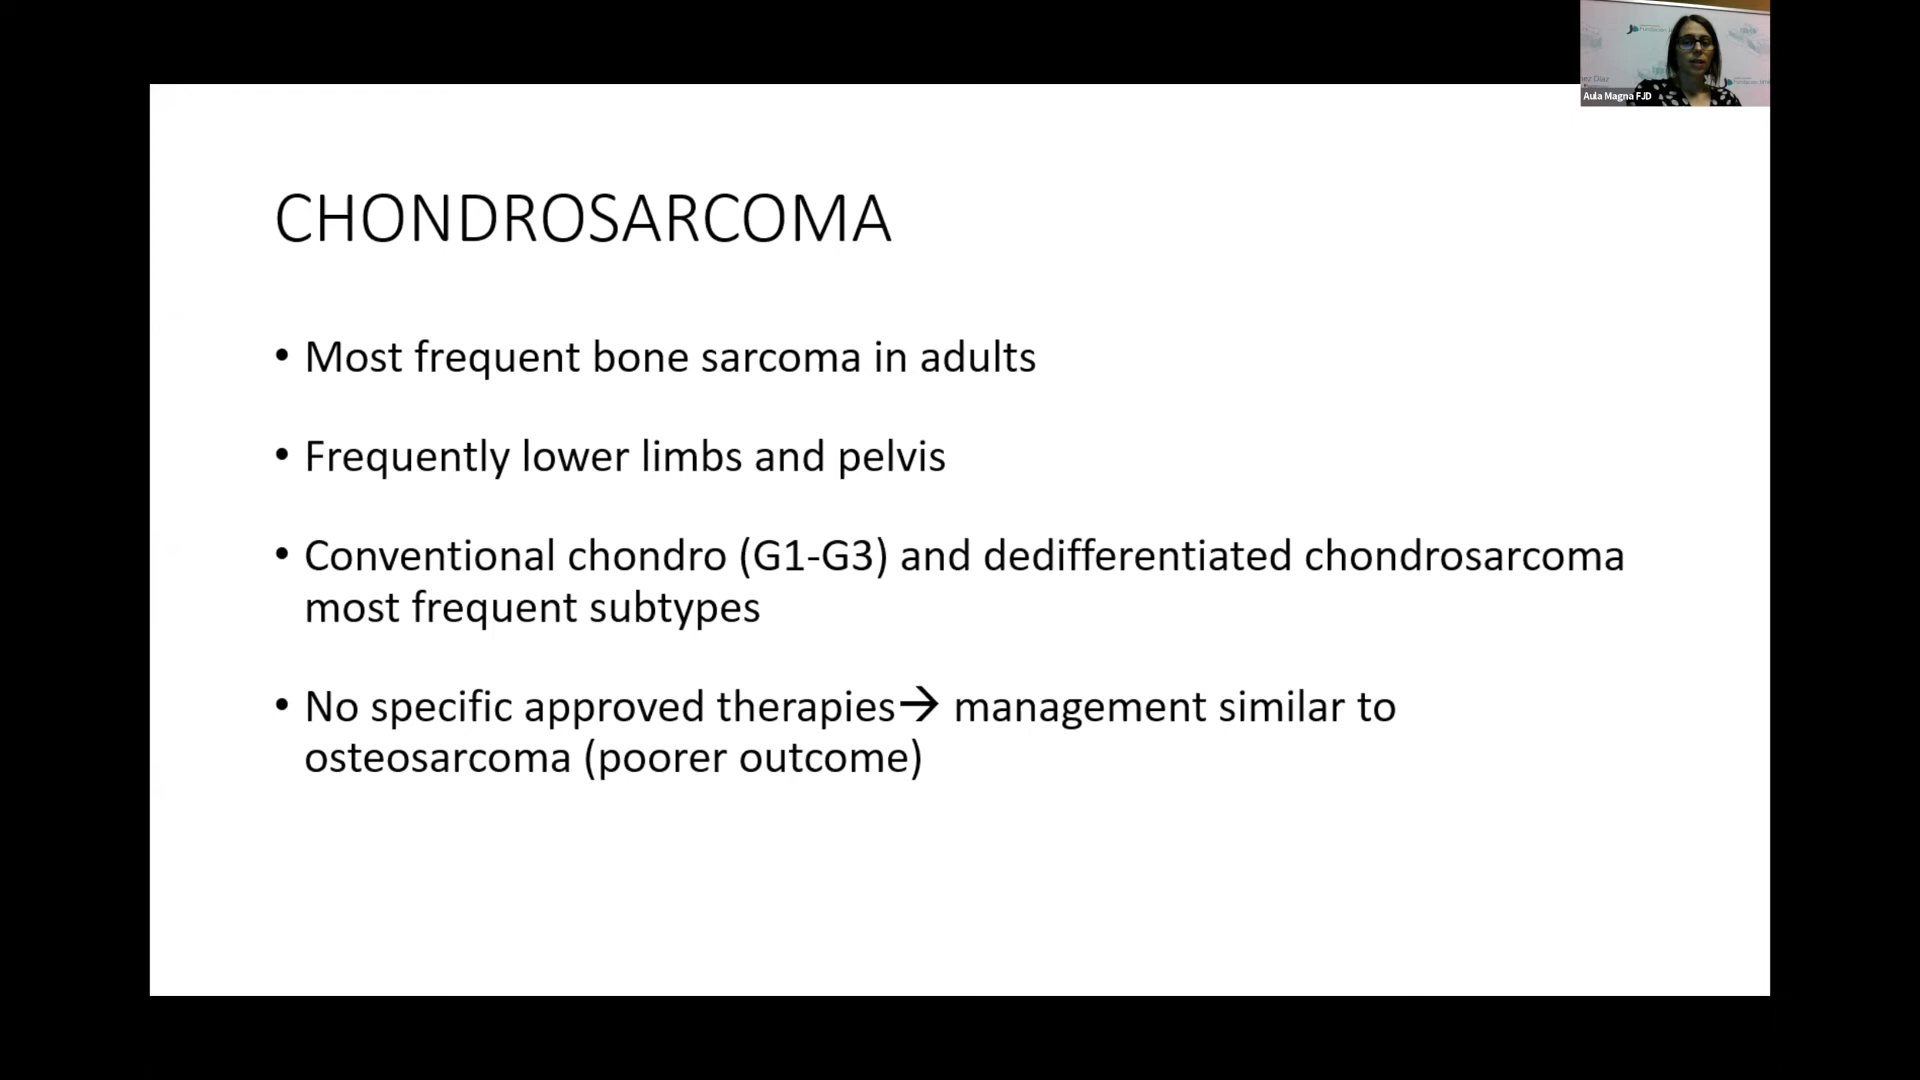 Aula Magna FJD
CHONDROSARCOMA
• Most frequent bone sarcoma in adults
• Frequently lower limbs and pelvis
• Conventional chondro (G1-G3) and dedifferentiated chondrosarcoma
most frequent subtypes
• No specific approved therapies→ management similar to
osteosarcoma (poorer outcome)